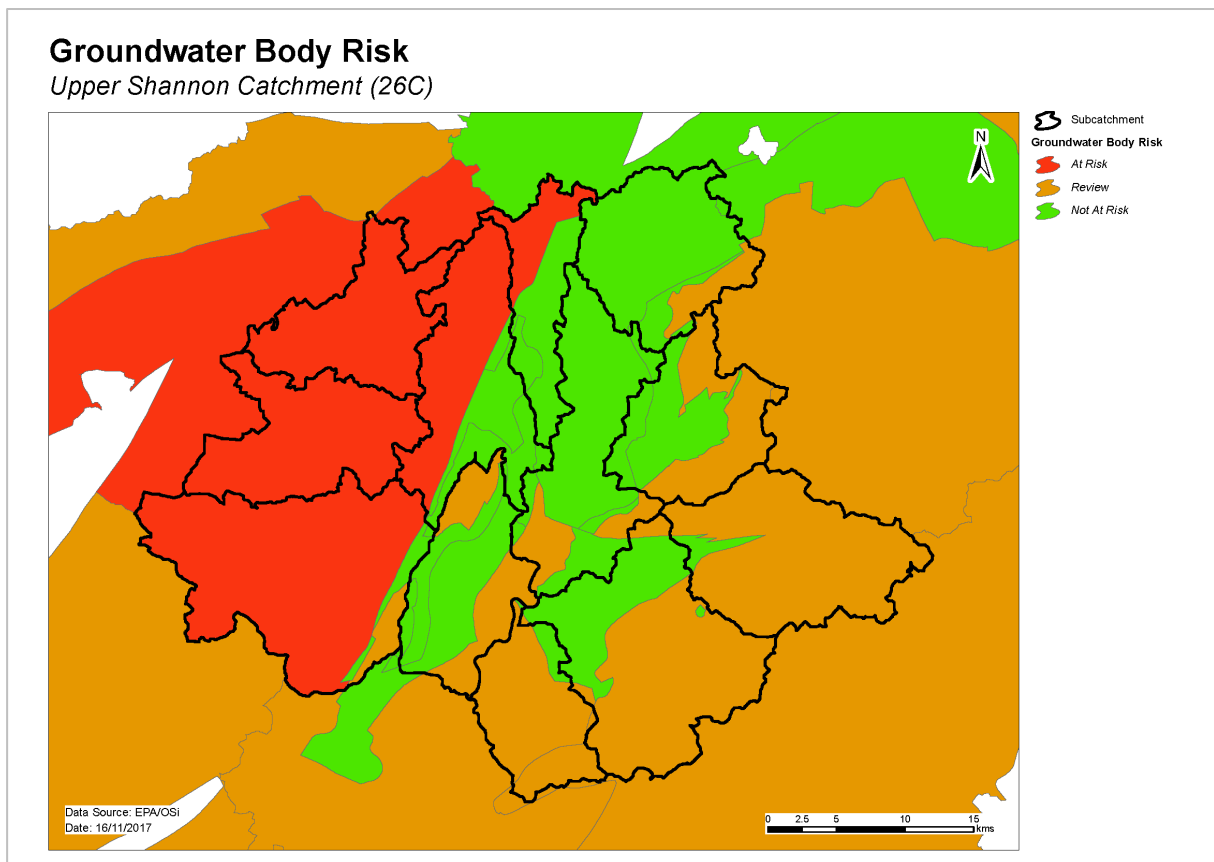 Groundwater Body Risk
Upper Shannon Catchment (26C)
Subcatchment
Groundwater Body Risk
At Risk
Review
Not At Risk
N
Data Source: EPA/OSi
Date: 16/11/2017
0 2.5 5 10 15
kms